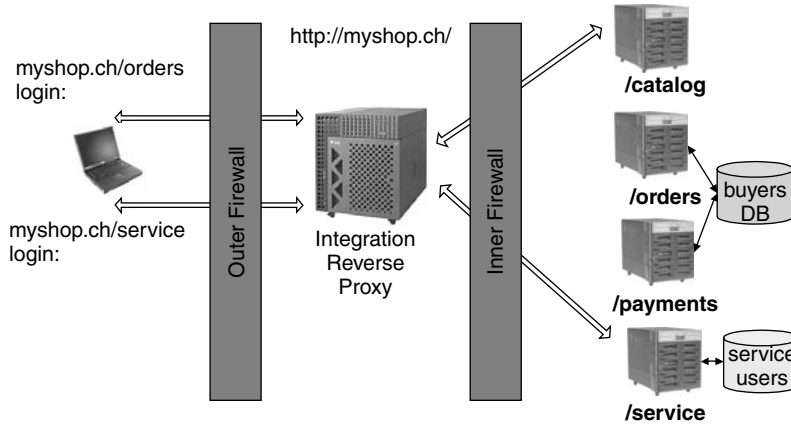 http://myshop.ch/
myshop.ch/orders
login:
/catalog
Outer Firewall
Inner Firewall
/orders
buyers
DB
myshop.ch/service
login:
Integration
Reverse
Proxy
/payments
service
users
/service